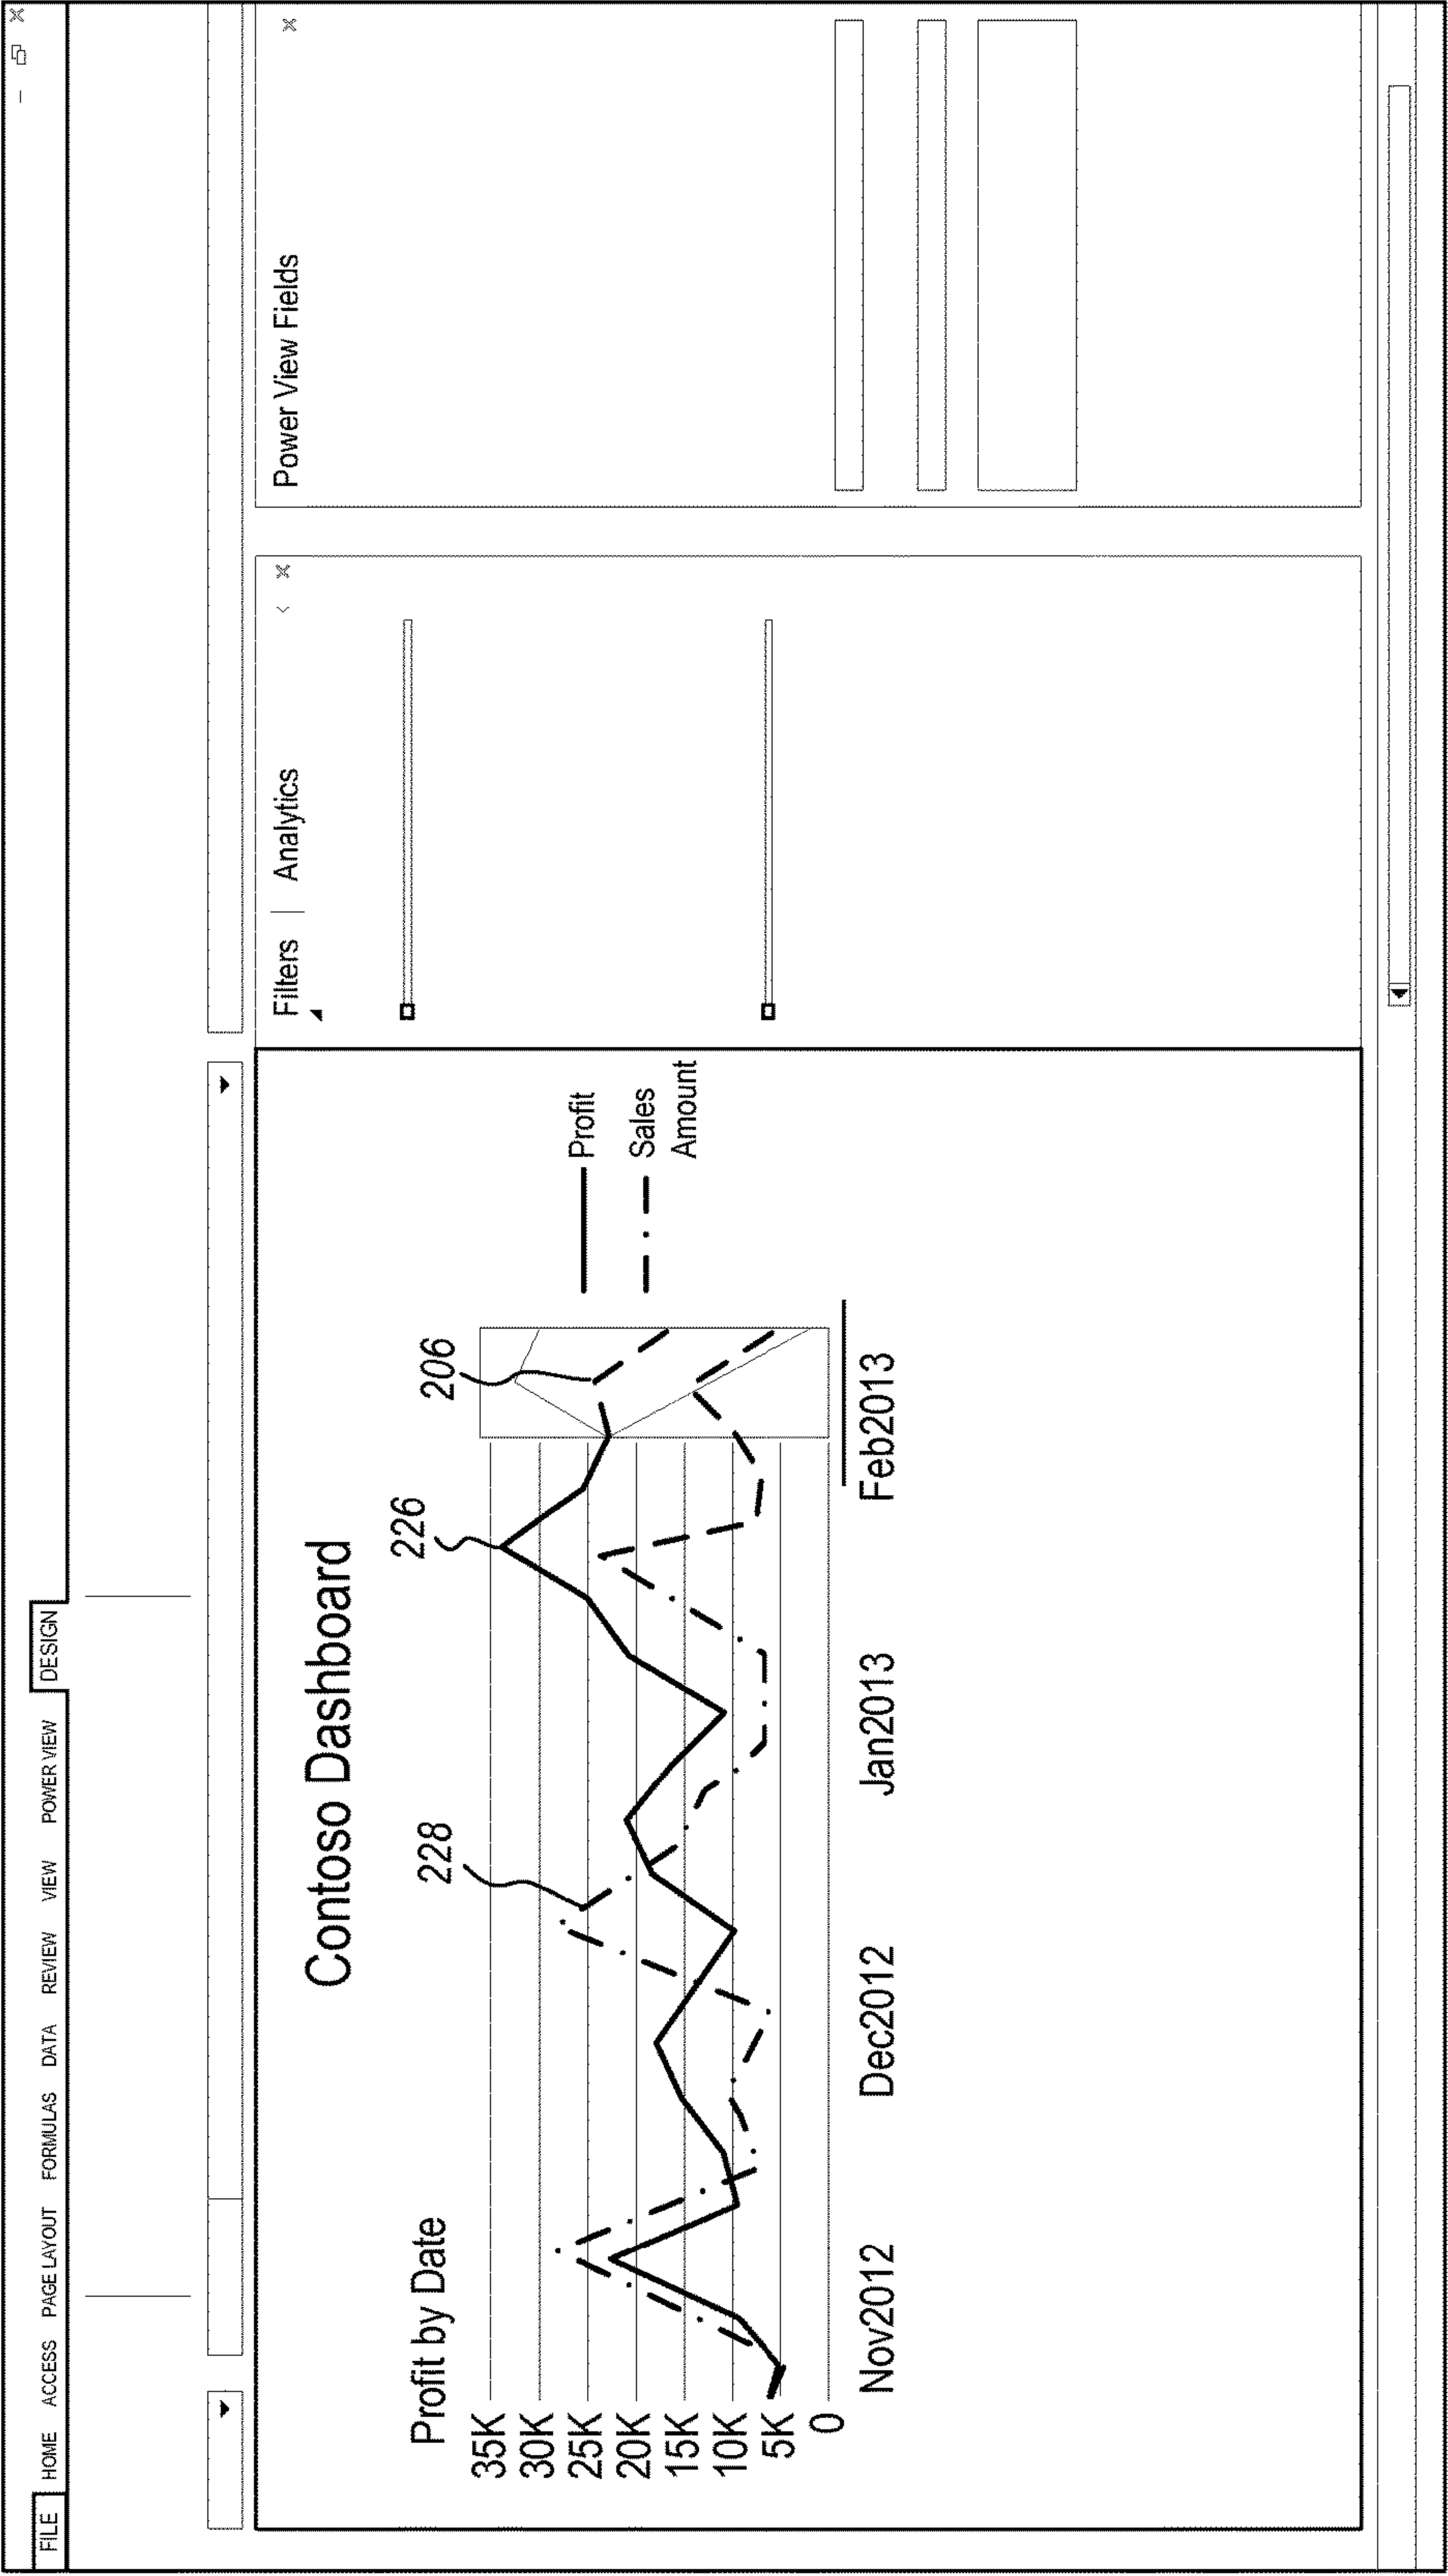 FILE HOME ACCESS PAGE LAYOUT FORMULAS DATA REVIEW VIEW POWER VIEW DESIGN
Contoso Dashboard
Profit by Date
228
226
206
35K
30K
25K
20K
15K
10K
5K
0
Nov2012 Dec2012 Jan2013 Feb2013
Profit
Sales
Amount
Filters | Analytics
Power View Fields